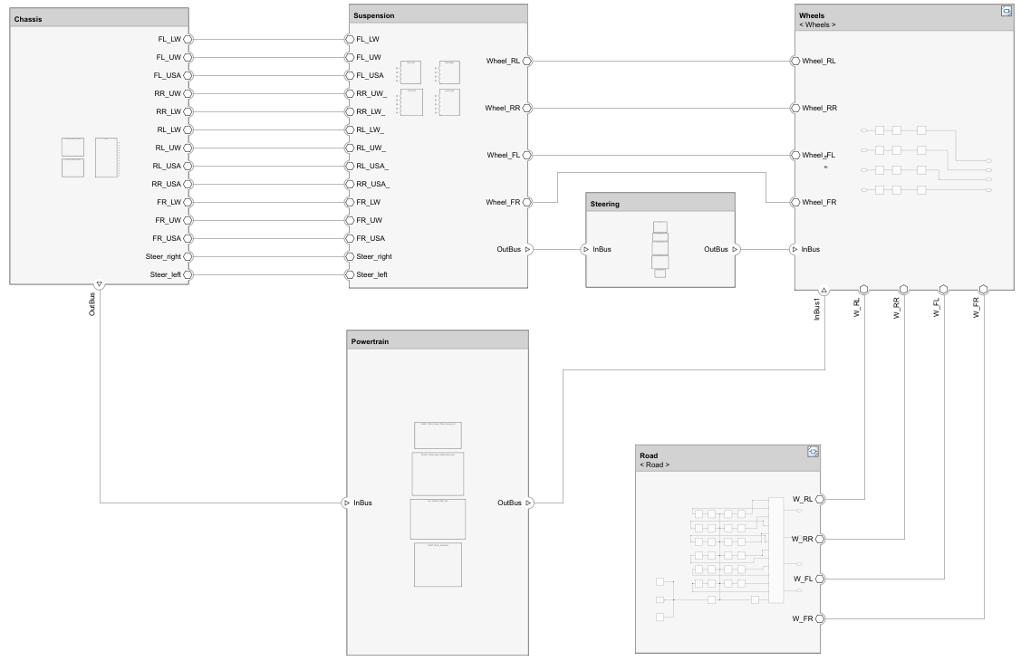 Chassis
FL_LW
FL_UW
FL_USA
RR_UW
RR_LW
RL_LW
RL_UW
RL_USA
RR_USA
FR_LW
FR_UW
FR_USA
Steer_right
Steer_left
OutBus
Suspension
FL_LW
FL_UW
FL_USA
RR_UW_
RR_LW_
RL_LW_
RL_UW_
RL_USA_
RR_USA_
FR_LW
FR_UW
FR_USA
Steer_right
Steer_left
Wheel_RL
Wheel_RR
Wheel_FL
Wheel_FR
OutBus
Steering
InBus
OutBus
Wheels
< Wheels >
Wheel_RL
Wheel_RR
Wheel_FL
Wheel_FR
InBus
InBus1
W_RL
W_RR
W_FL
W_FR
Powertrain
InBus
OutBus
Road
< Road >
W_RL
W_RR
W_FL
W_FR